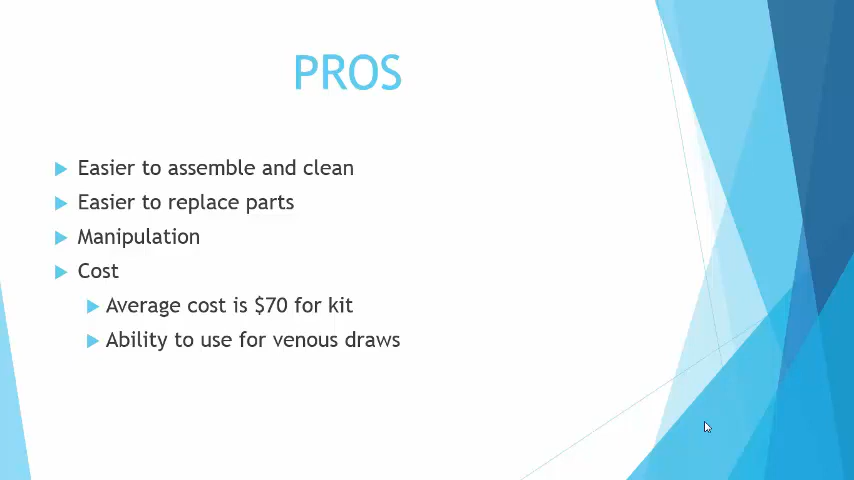 PROS
Easier to assemble and clean
Easier to replace parts
Manipulation
Cost
Average cost is $70 for kit
Ability to use for venous draws